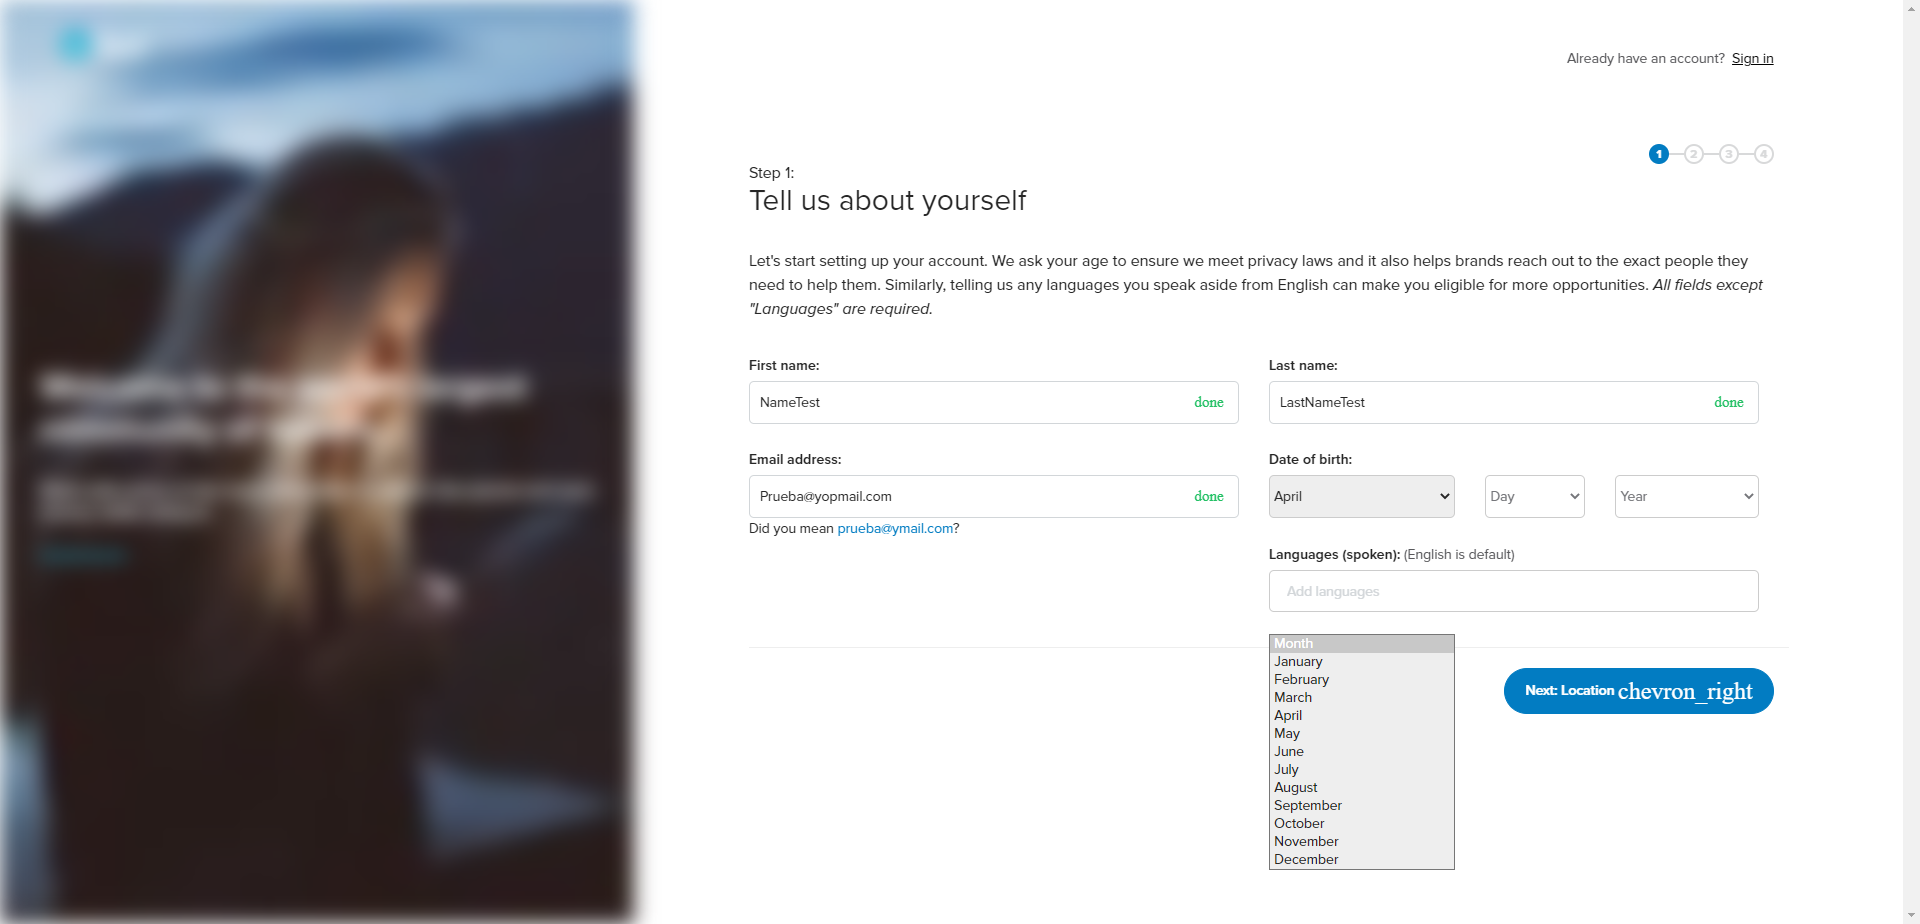 Already have an account? Sign in
1 2 3 4
Step 1:
Tell us about yourself
Let's start setting up your account. We ask your age to ensure we meet privacy laws and it also helps brands reach out to the exact people they
need to help them. Similarly, telling us any languages you speak aside from English can make you eligible for more opportunities. All fields except
"Languages" are required.
First name:
Last name:
NameTest done
LastNameTest done
Email address:
Date of birth:
Prueba@yopmail.com done
April Day Year
Did you mean prueba@ymail.com?
Languages (spoken): (English is default)
Add languages
Month
January
February
March
April
May
June
July
August
September
October
November
December
Next: Location chevron_right